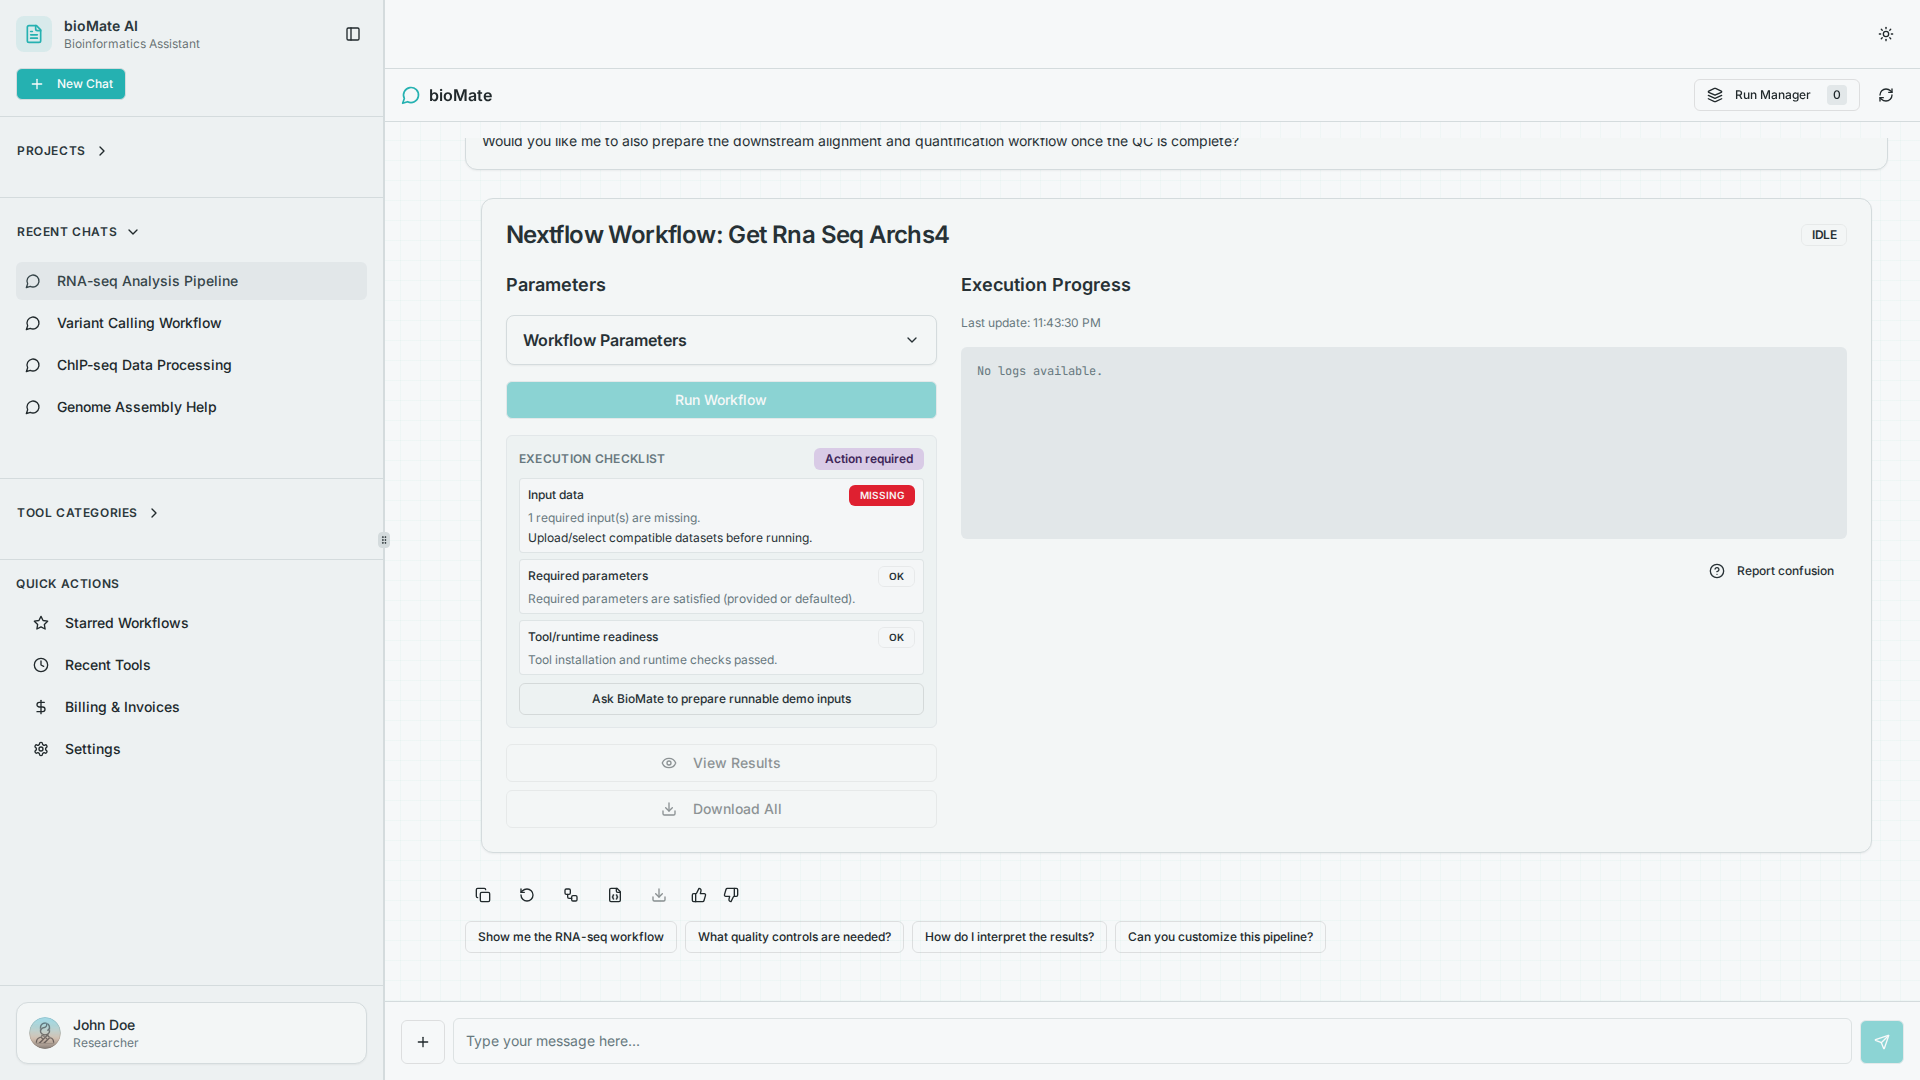 bioMate AI
Bioinformatics Assistant
New Chat
PROJECTS
RECENT CHATS
RNA-seq Analysis Pipeline
Variant Calling Workflow
ChIP-seq Data Processing
Genome Assembly Help
TOOL CATEGORIES
QUICK ACTIONS
Starred Workflows
Recent Tools
Billing & Invoices
Settings
John Doe
Researcher
bioMate
Run Manager 0
Would you like me to also prepare the downstream alignment and quantification workflow once the QC is complete?
Nextflow Workflow: Get Rna Seq Archs4
IDLE
Parameters
Workflow Parameters
Run Workflow
EXECUTION CHECKLIST
Action required
Input data
MISSING
1 required input(s) are missing.
Upload/select compatible datasets before running.
Required parameters
OK
Required parameters are satisfied (provided or defaulted).
Tool/runtime readiness
OK
Tool installation and runtime checks passed.
Ask BioMate to prepare runnable demo inputs
View Results
Download All
Execution Progress
Last update: 11:43:30 PM
No logs available.
Report confusion
Show me the RNA-seq workflow
What quality controls are needed?
How do I interpret the results?
Can you customize this pipeline?
Type your message here...